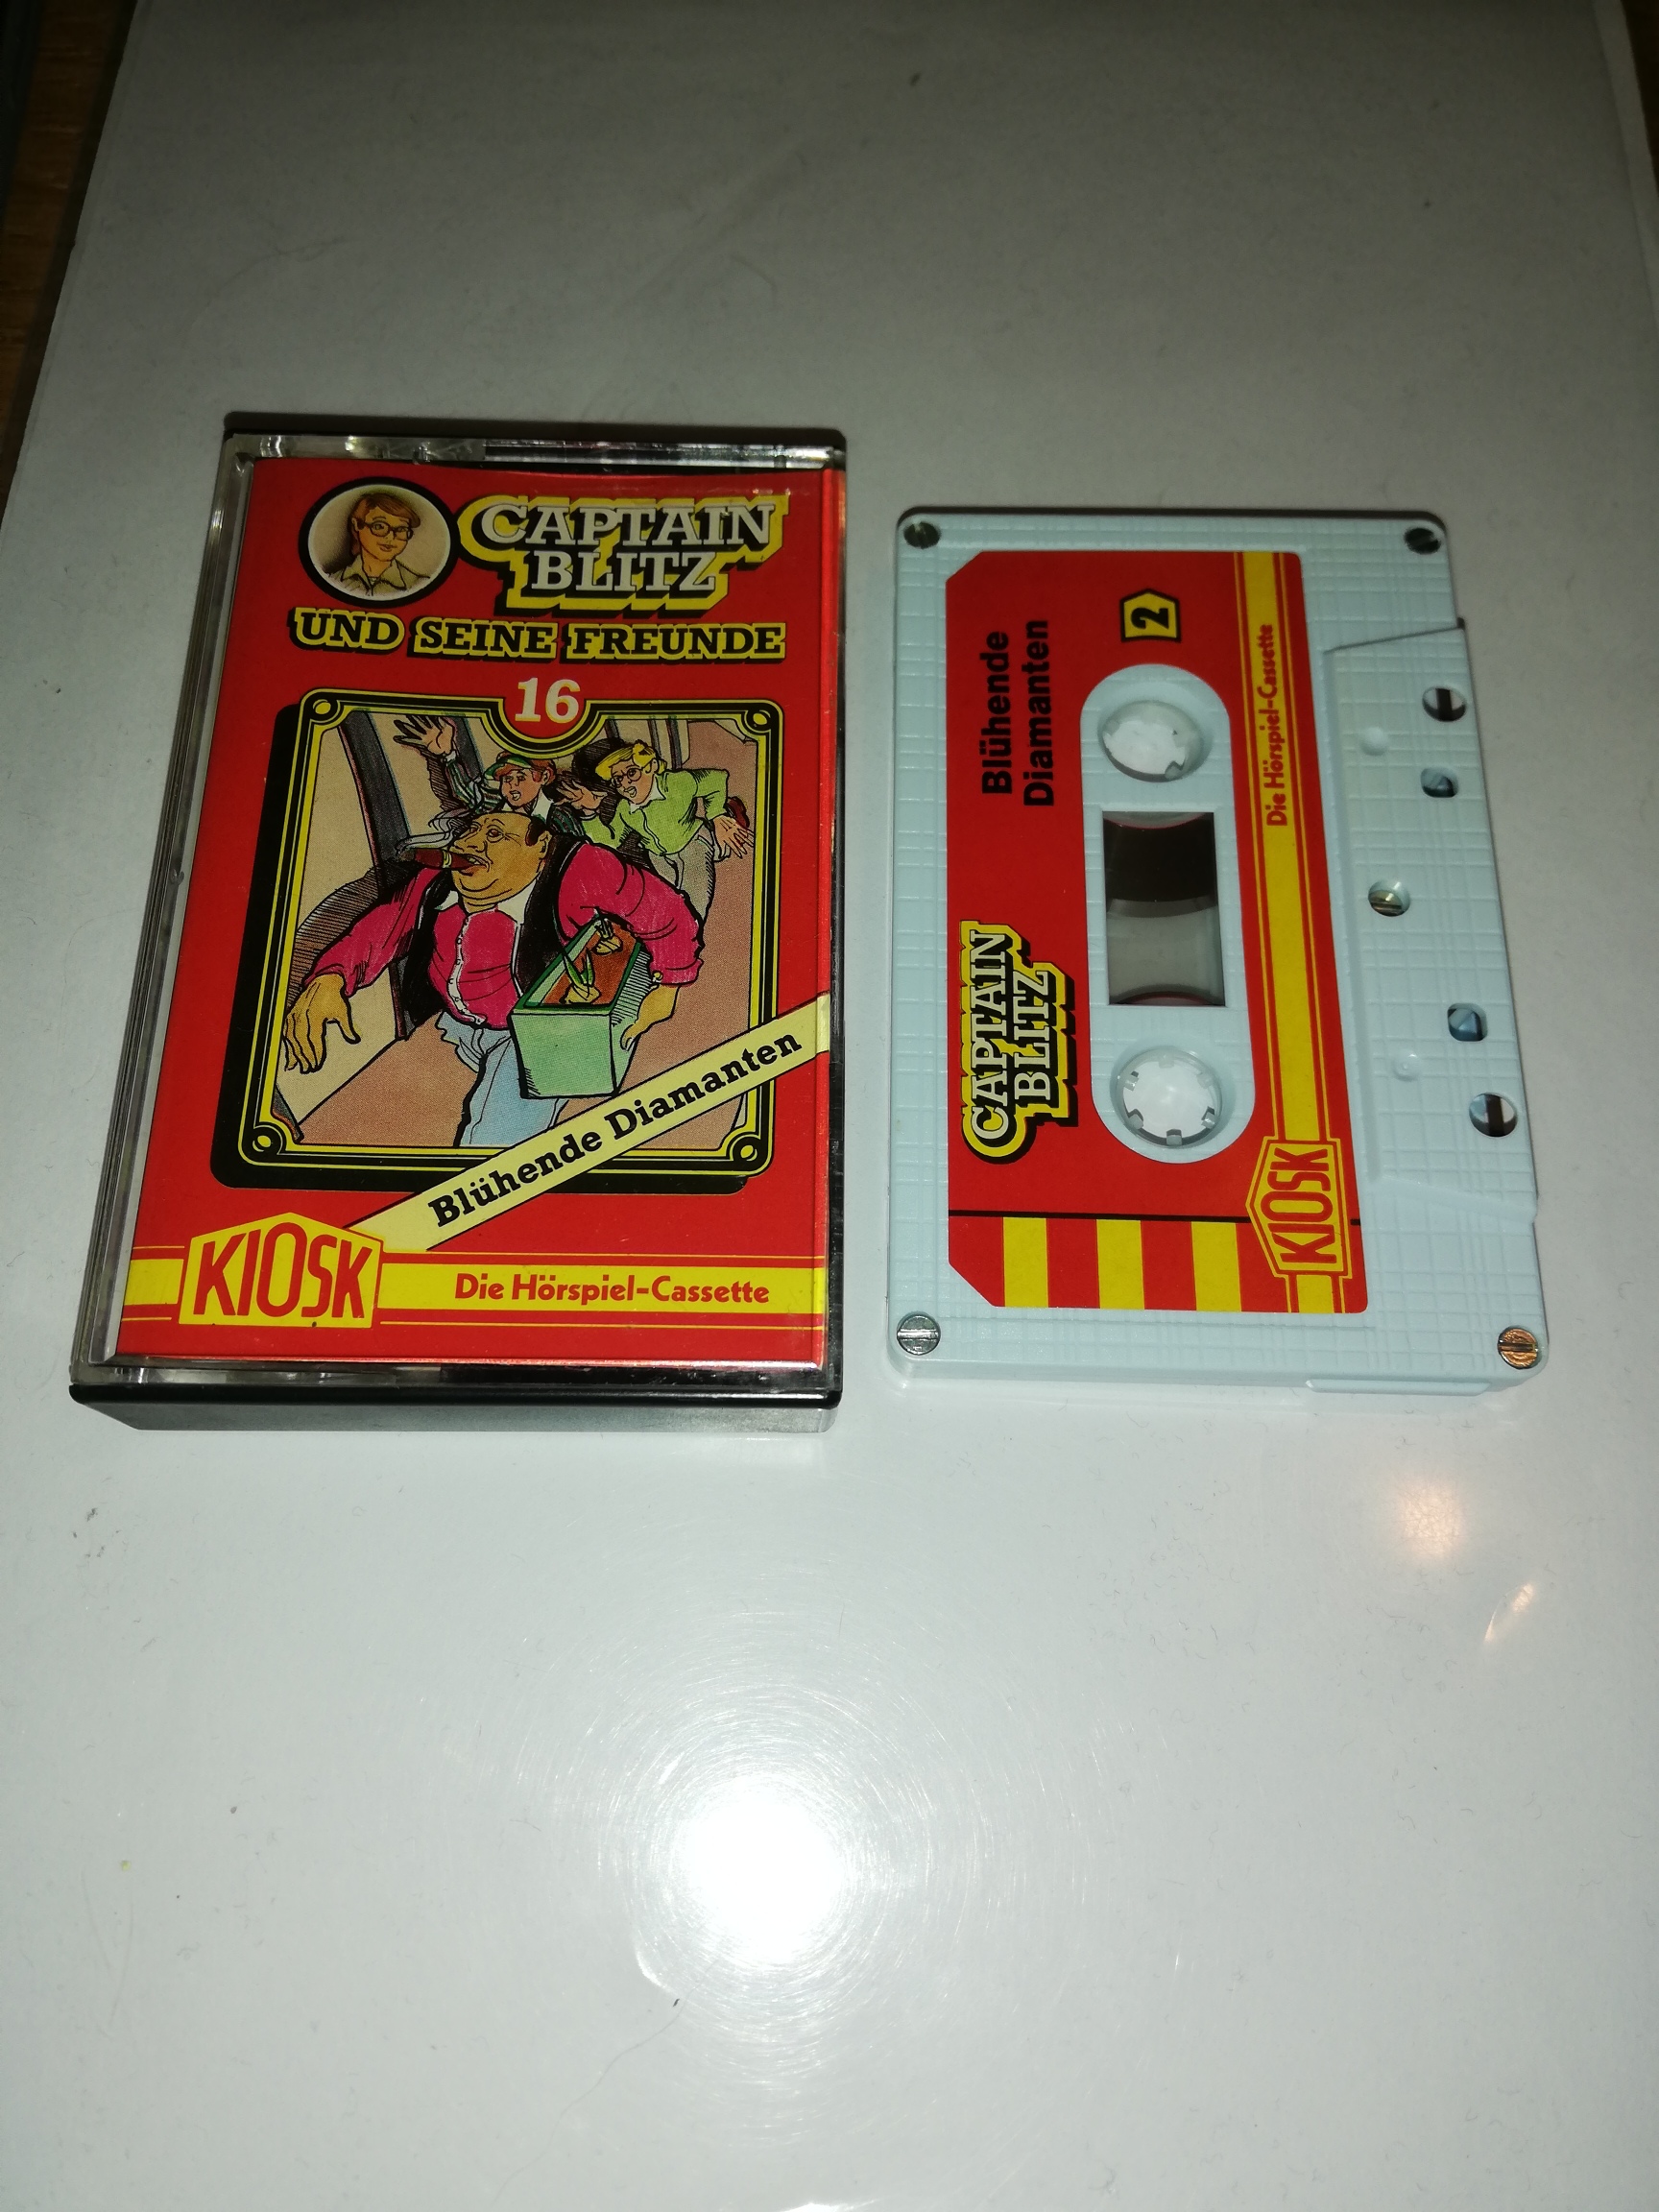 CAPTAIN
BLITZ
UND SEINE FREUNDE
16
Blühende Diamanten
KIOSK
Die Hörspiel-Cassette
CAPTAIN
BLITZ
Blühende
Diamanten
2
KIOSK
Die Hörspiel-Cassette